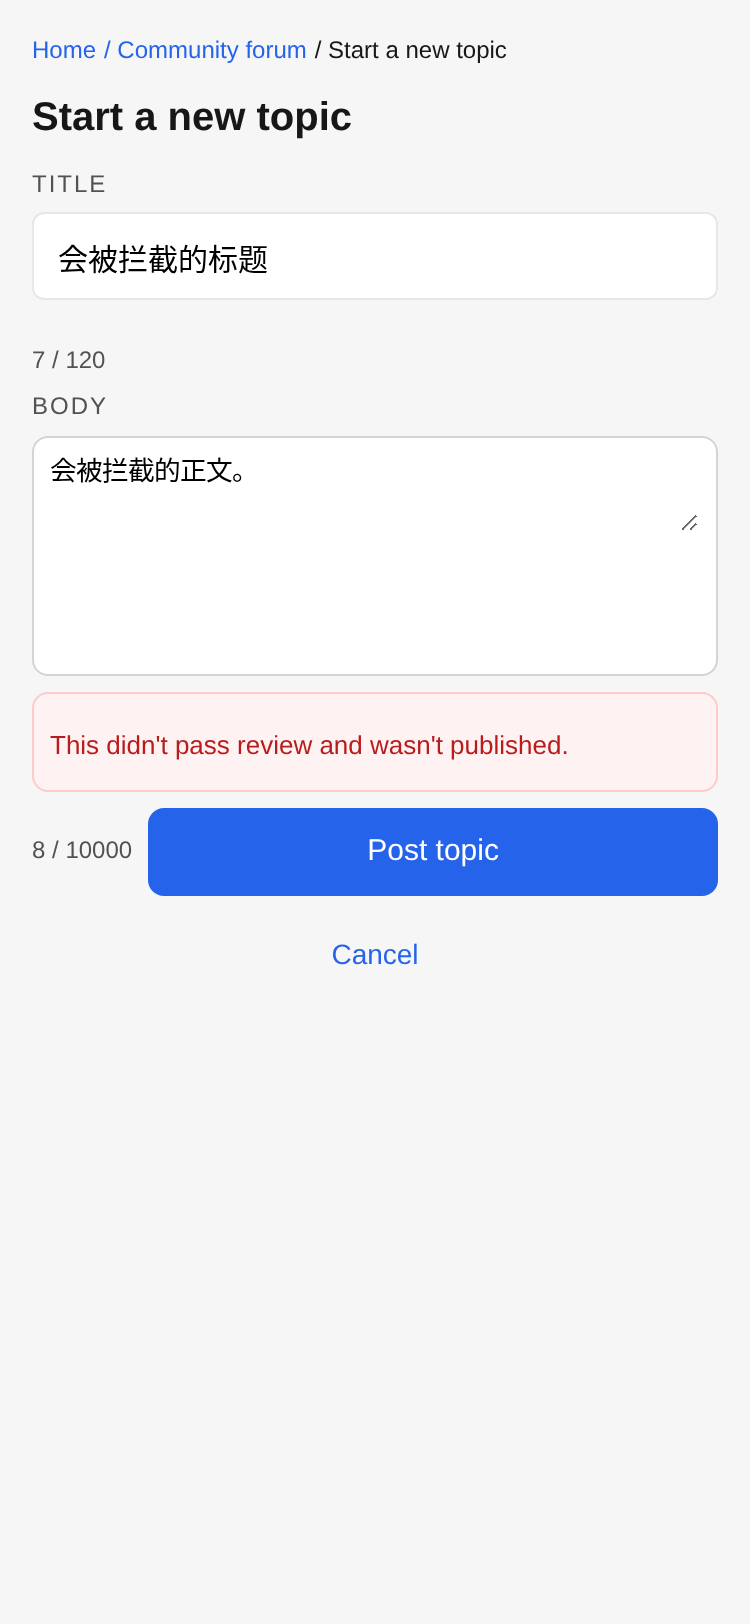 Home / Community forum / Start a new topic
Start a new topic
TITLE
会被拦截的标题
7 / 120
BODY
会被拦截的正文。
This didn't pass review and wasn't published.
8 / 10000
Post topic
Cancel